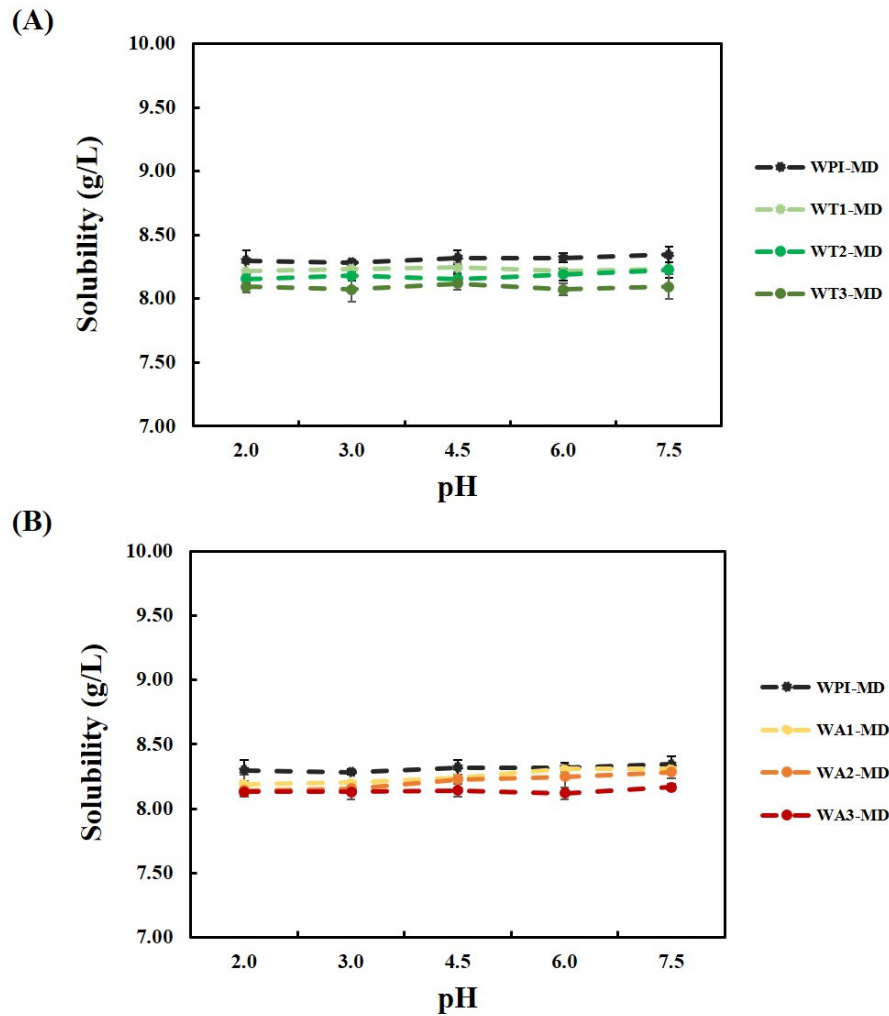 (A)
10.00
9.50
9.00
8.50
8.00
7.50
7.00
Solubility (g/L)
2.0 3.0 4.5 6.0 7.5
pH
WPI-MD
WT1-MD
WT2-MD
WT3-MD
(B)
10.00
9.50
9.00
8.50
8.00
7.50
7.00
Solubility (g/L)
2.0 3.0 4.5 6.0 7.5
pH
WPI-MD
WA1-MD
WA2-MD
WA3-MD